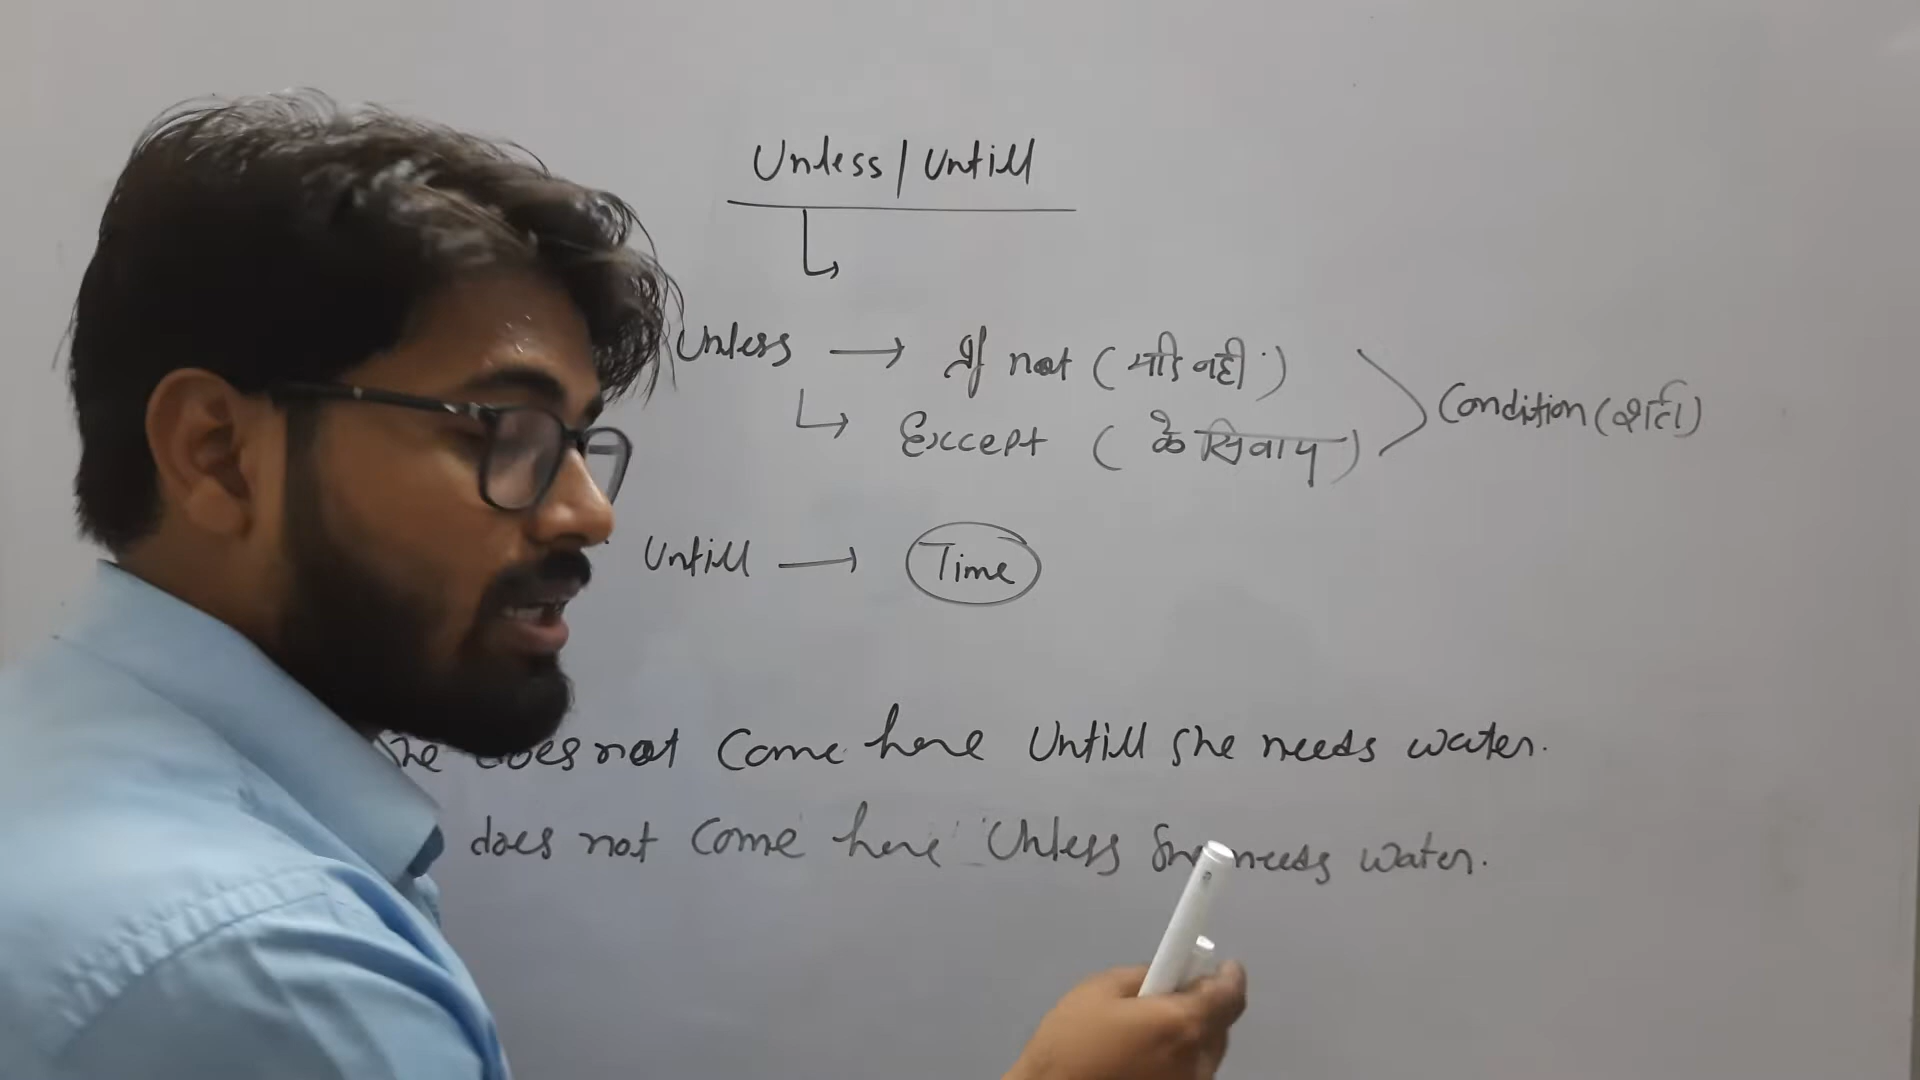 Unless / Untill
Unless → If not (यदि नही)
↳ Except (के सिवाय)
Condition (शर्त)
Untill → Time
he does not Come here Untill She needs water.
does not Come here Unless She needs water.